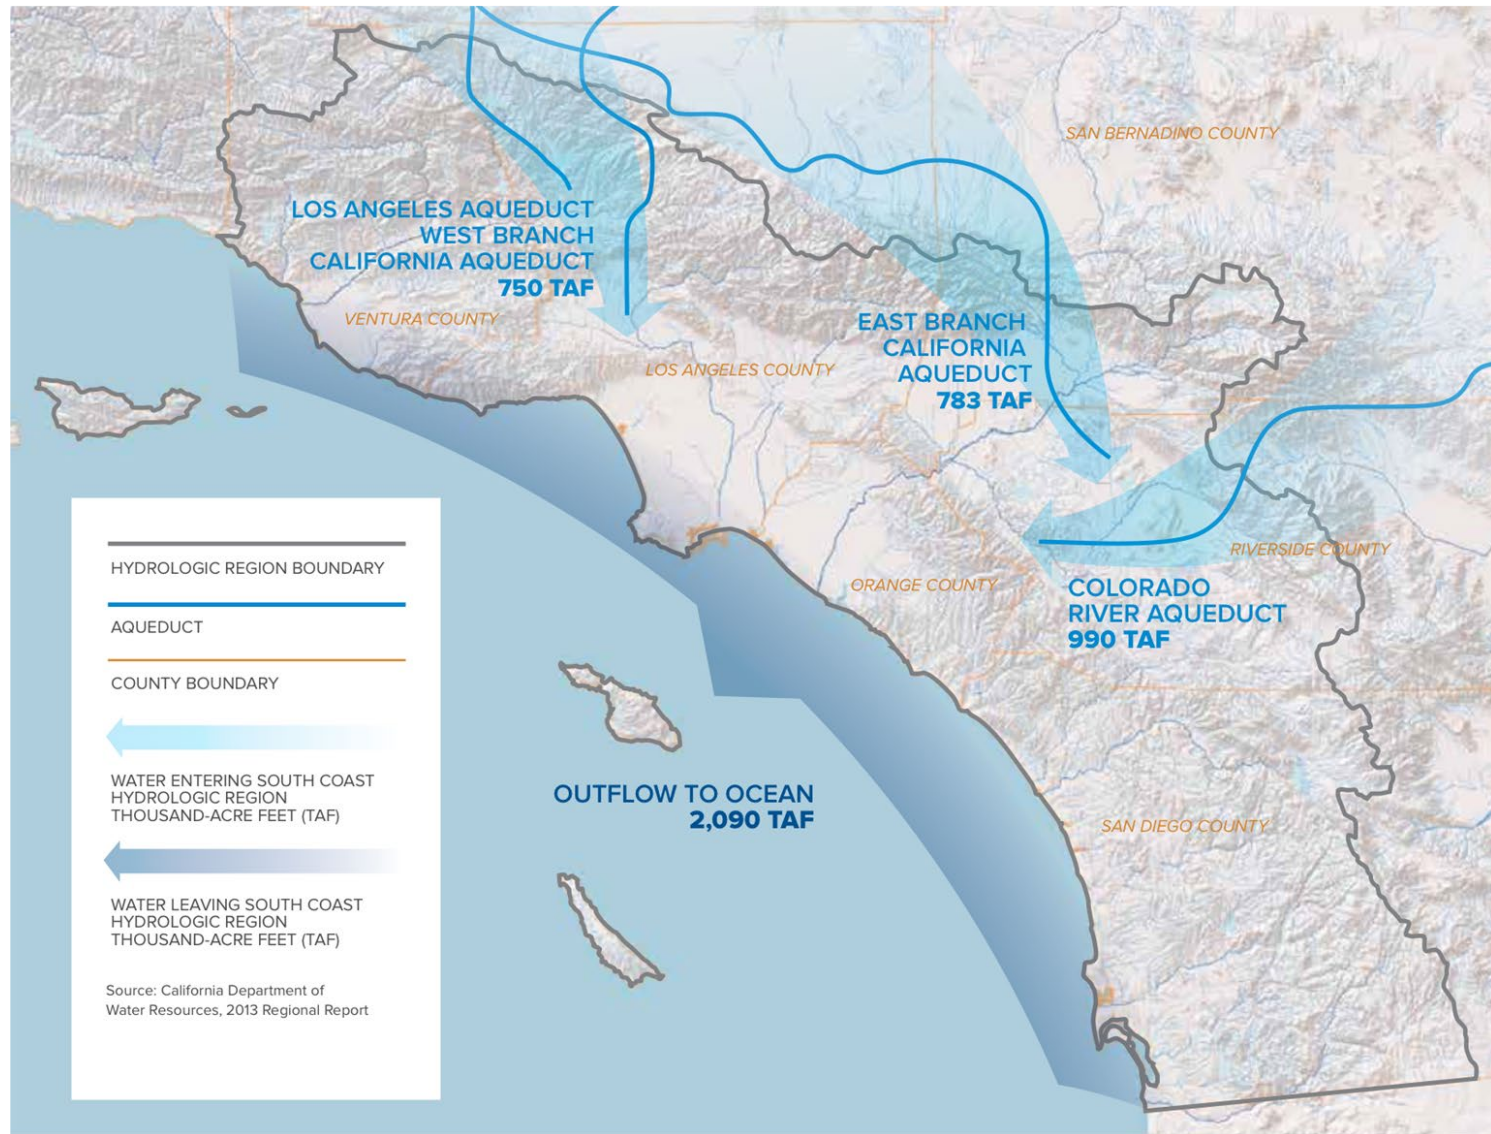 SAN BERNADINO COUNTY
LOS ANGELES AQUEDUCT
WEST BRANCH
CALIFORNIA AQUEDUCT
750 TAF
VENTURA COUNTY
LOS ANGELES COUNTY
EAST BRANCH
CALIFORNIA
AQUEDUCT
783 TAF
RIVERSIDE COUNTY
ORANGE COUNTY
COLORADO
RIVER AQUEDUCT
990 TAF
OUTFLOW TO OCEAN
2,090 TAF
SAN DIEGO COUNTY
HYDROLOGIC REGION BOUNDARY
AQUEDUCT
COUNTY BOUNDARY
WATER ENTERING SOUTH COAST
HYDROLOGIC REGION
THOUSAND-ACRE FEET (TAF)
WATER LEAVING SOUTH COAST
HYDROLOGIC REGION
THOUSAND-ACRE FEET (TAF)
Source: California Department of
Water Resources, 2013 Regional Report